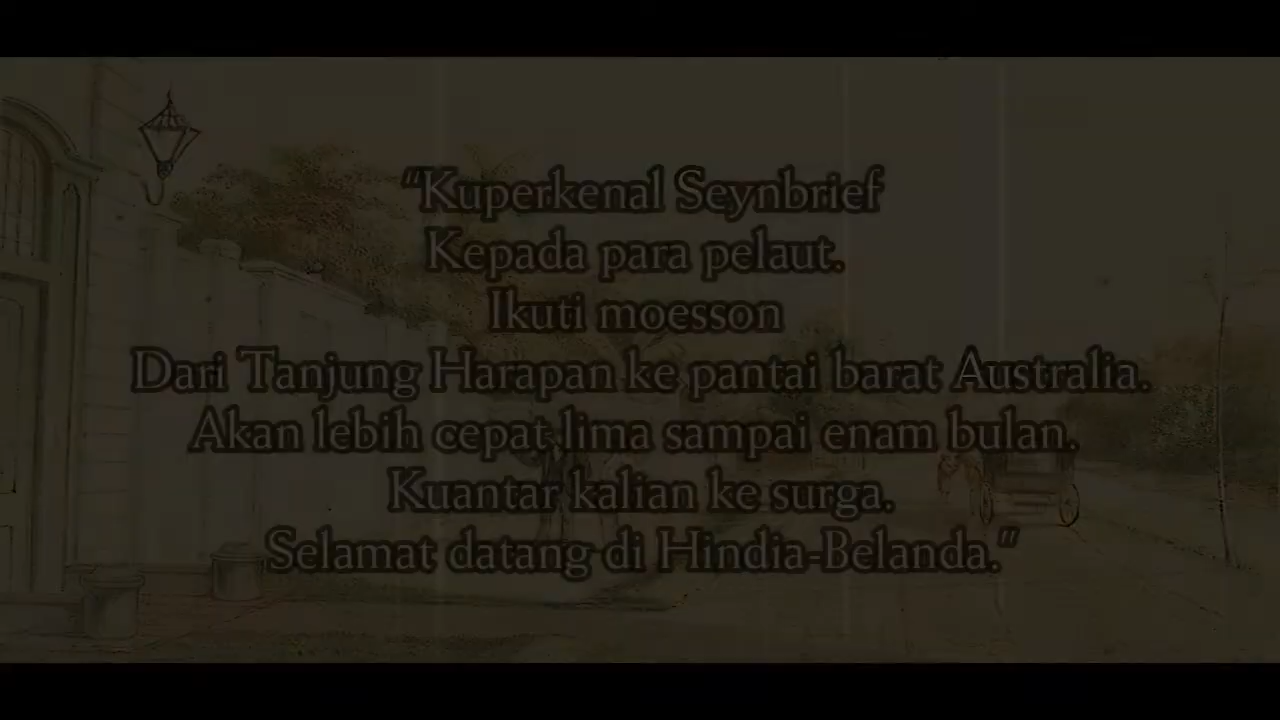 “Kuperkenal Seynbrief
Kepada para pelaut.
Ikuti moesson
Dari Tanjung Harapan ke pantai barat Australia.
Akan lebih cepat lima sampai enam bulan.
Kuantar kalian ke surga.
Selamat datang di Hindia-Belanda.”